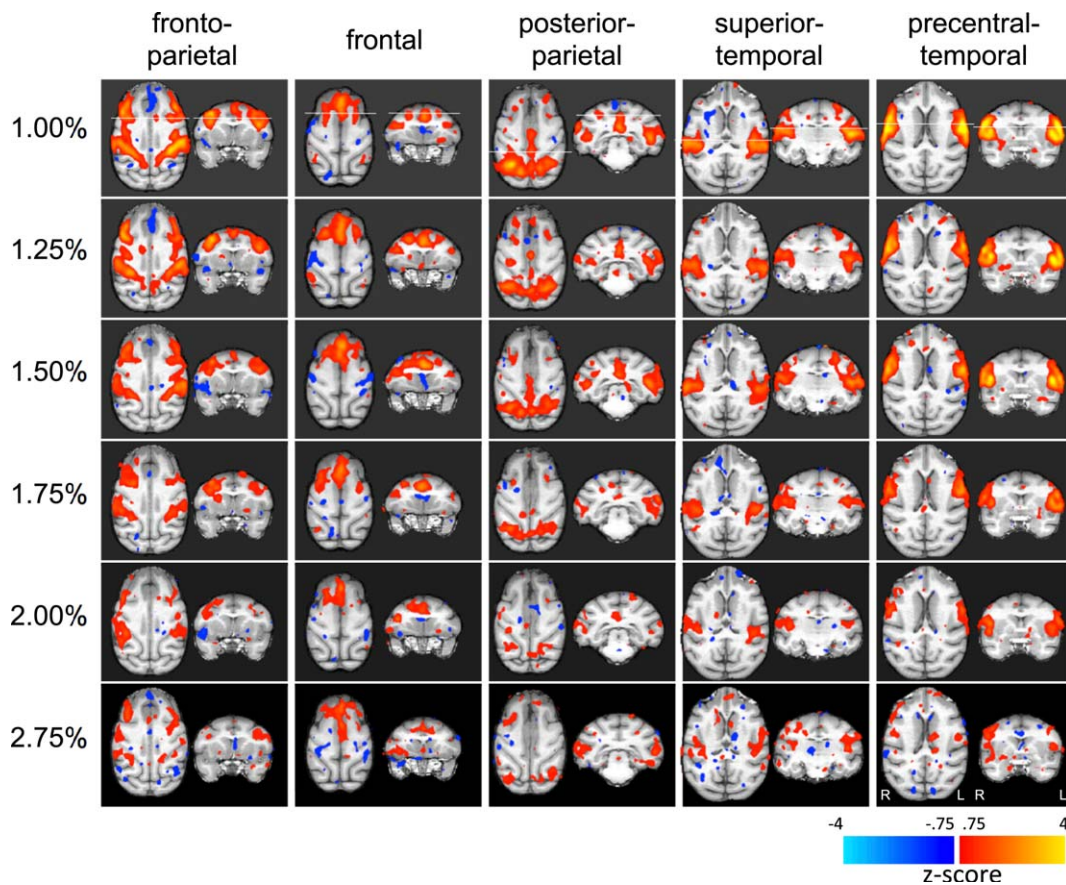 fronto-
parietal
frontal
posterior-
parietal
superior-
temporal
precentral-
temporal
1.00%
1.25%
1.50%
1.75%
2.00%
2.75%
R L R L
-4 -.75 .75 4
z-score